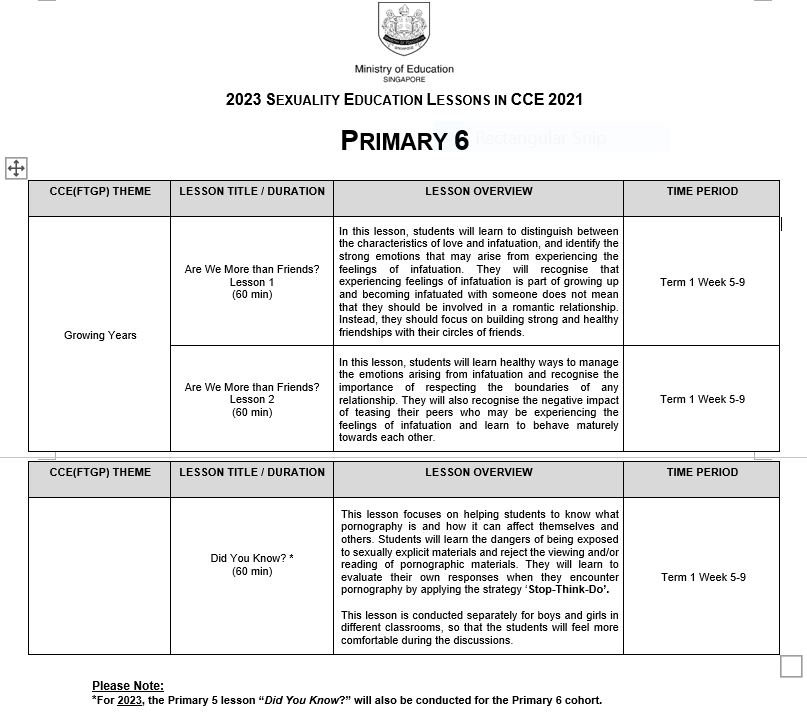 Ministry of Education
SINGAPORE
2023 SEXUALITY EDUCATION LESSONS IN CCE 2021
PRIMARY 6
Rectangular Snip
CCE(FTGP) THEME
LESSON TITLE / DURATION
LESSON OVERVIEW
TIME PERIOD
Growing Years
Are We More than Friends?
Lesson 1
(60 min)
In this lesson, students will learn to distinguish between
the characteristics of love and infatuation, and identify the
strong emotions that may arise from experiencing the
feelings of infatuation. They will recognise that
experiencing feelings of infatuation is part of growing up
and becoming infatuated with someone does not mean
that they should be involved in a romantic relationship.
Instead, they should focus on building strong and healthy
friendships with their circles of friends.
Term 1 Week 5-9
Are We More than Friends?
Lesson 2
(60 min)
In this lesson, students will learn healthy ways to manage
the emotions arising from infatuation and recognise the
importance of respecting the boundaries of any
relationship. They will also recognise the negative impact
of teasing their peers who may be experiencing the
feelings of infatuation and learn to behave maturely
towards each other.
Term 1 Week 5-9
CCE(FTGP) THEME
LESSON TITLE / DURATION
LESSON OVERVIEW
TIME PERIOD
Did You Know? *
(60 min)
This lesson focuses on helping students to know what
pornography is and how it can affect themselves and
others. Students will learn the dangers of being exposed
to sexually explicit materials and reject the viewing and/or
reading of pornographic materials. They will learn to
evaluate their own responses when they encounter
pornography by applying the strategy ‘Stop-Think-Do’.
This lesson is conducted separately for boys and girls in
different classrooms, so that the students will feel more
comfortable during the discussions.
Term 1 Week 5-9
Please Note:
*For 2023, the Primary 5 lesson “Did You Know?” will also be conducted for the Primary 6 cohort.